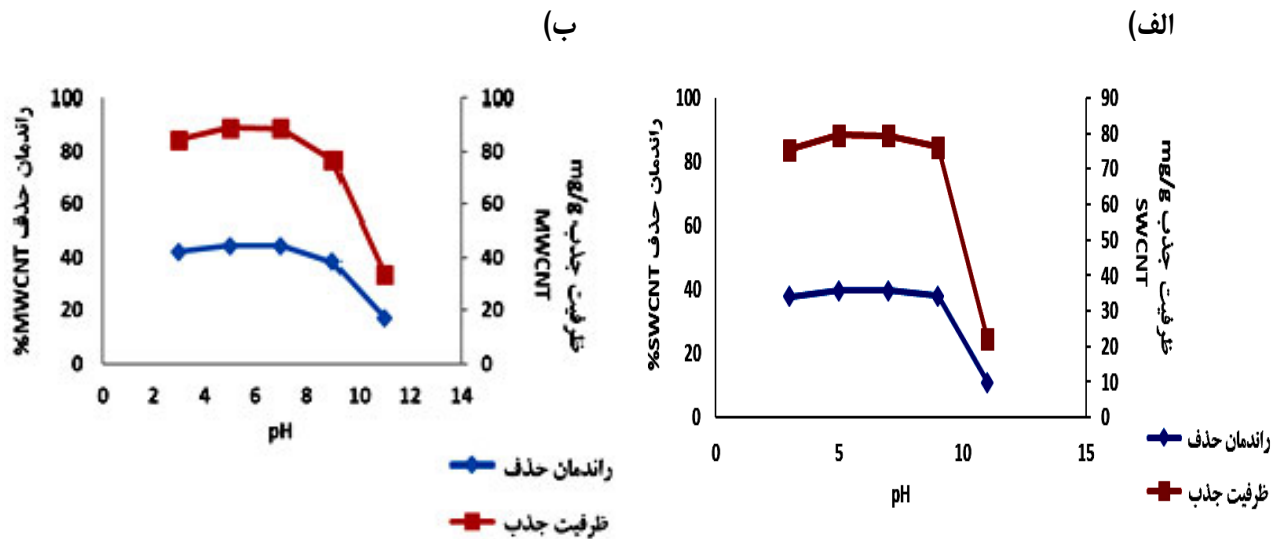 الف)
100
80
60
40
20
0
راندمان حذف SWCNT%
90
80
70
60
50
40
30
20
10
0
ظرفیت جذب mg/g
SWCNT
0 5 10 15
pH
راندمان حذف
ظرفیت جذب
ب)
100
80
60
40
20
0
راندمان حذف MWCNT%
100
80
60
40
20
0
ظرفیت جذب mg/g
MWCNT
0 2 4 6 8 10 12 14
pH
راندمان حذف
ظرفیت جذب